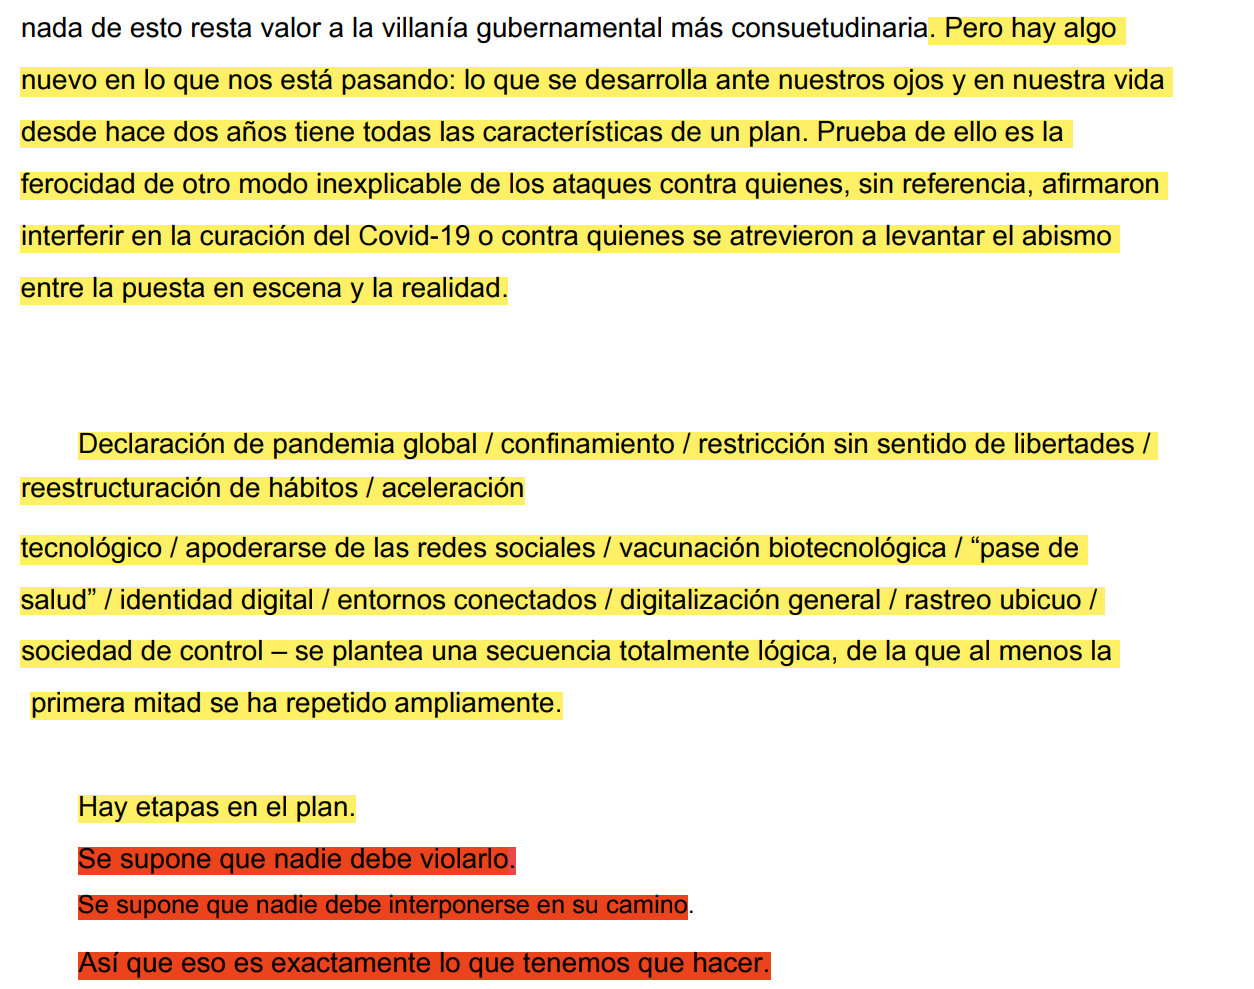 nada de esto resta valor a la villanía gubernamental más consuetudinaria. Pero hay algo
nuevo en lo que nos está pasando: lo que se desarrolla ante nuestros ojos y en nuestra vida
desde hace dos años tiene todas las características de un plan. Prueba de ello es la
ferocidad de otro modo inexplicable de los ataques contra quienes, sin referencia, afirmaron
interferir en la curación del Covid-19 o contra quienes se atrevieron a levantar el abismo
entre la puesta en escena y la realidad.
Declaración de pandemia global / confinamiento / restricción sin sentido de libertades /
reestructuración de hábitos / aceleración
tecnológico / apoderarse de las redes sociales / vacunación biotecnológica / “pase de
salud” / identidad digital / entornos conectados / digitalización general / rastreo ubicuo /
sociedad de control – se plantea una secuencia totalmente lógica, de la que al menos la
primera mitad se ha repetido ampliamente.
Hay etapas en el plan.
Se supone que nadie debe violarlo.
Se supone que nadie debe interponerse en su camino.
Así que eso es exactamente lo que tenemos que hacer.